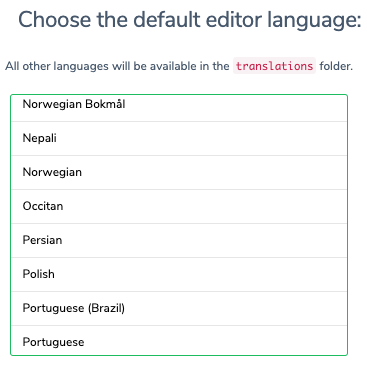 Choose the default editor language:
All other languages will be available in the translations folder.
Norwegian Bokmål
Nepali
Norwegian
Occitan
Persian
Polish
Portuguese (Brazil)
Portuguese